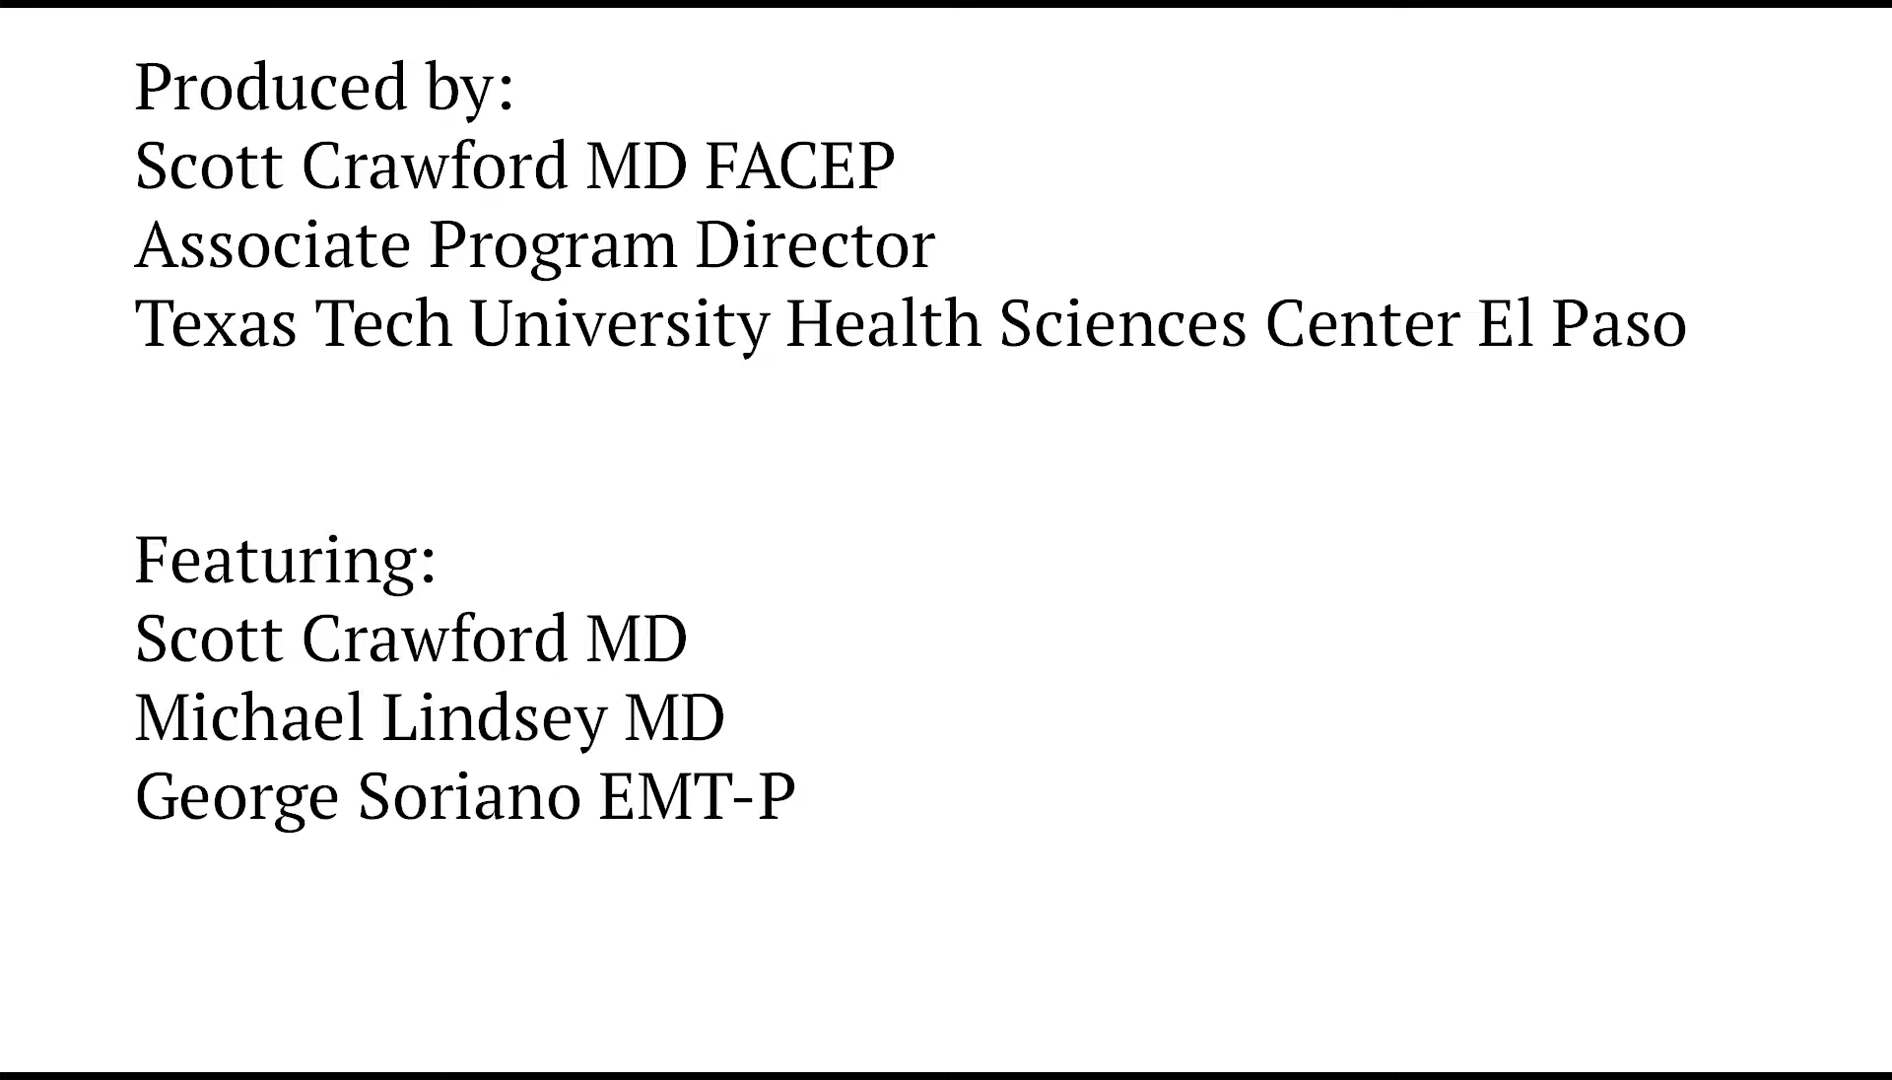 Produced by:
Scott Crawford MD FACEP
Associate Program Director
Texas Tech University Health Sciences Center El Paso
Featuring:
Scott Crawford MD
Michael Lindsey MD
George Soriano EMT-P